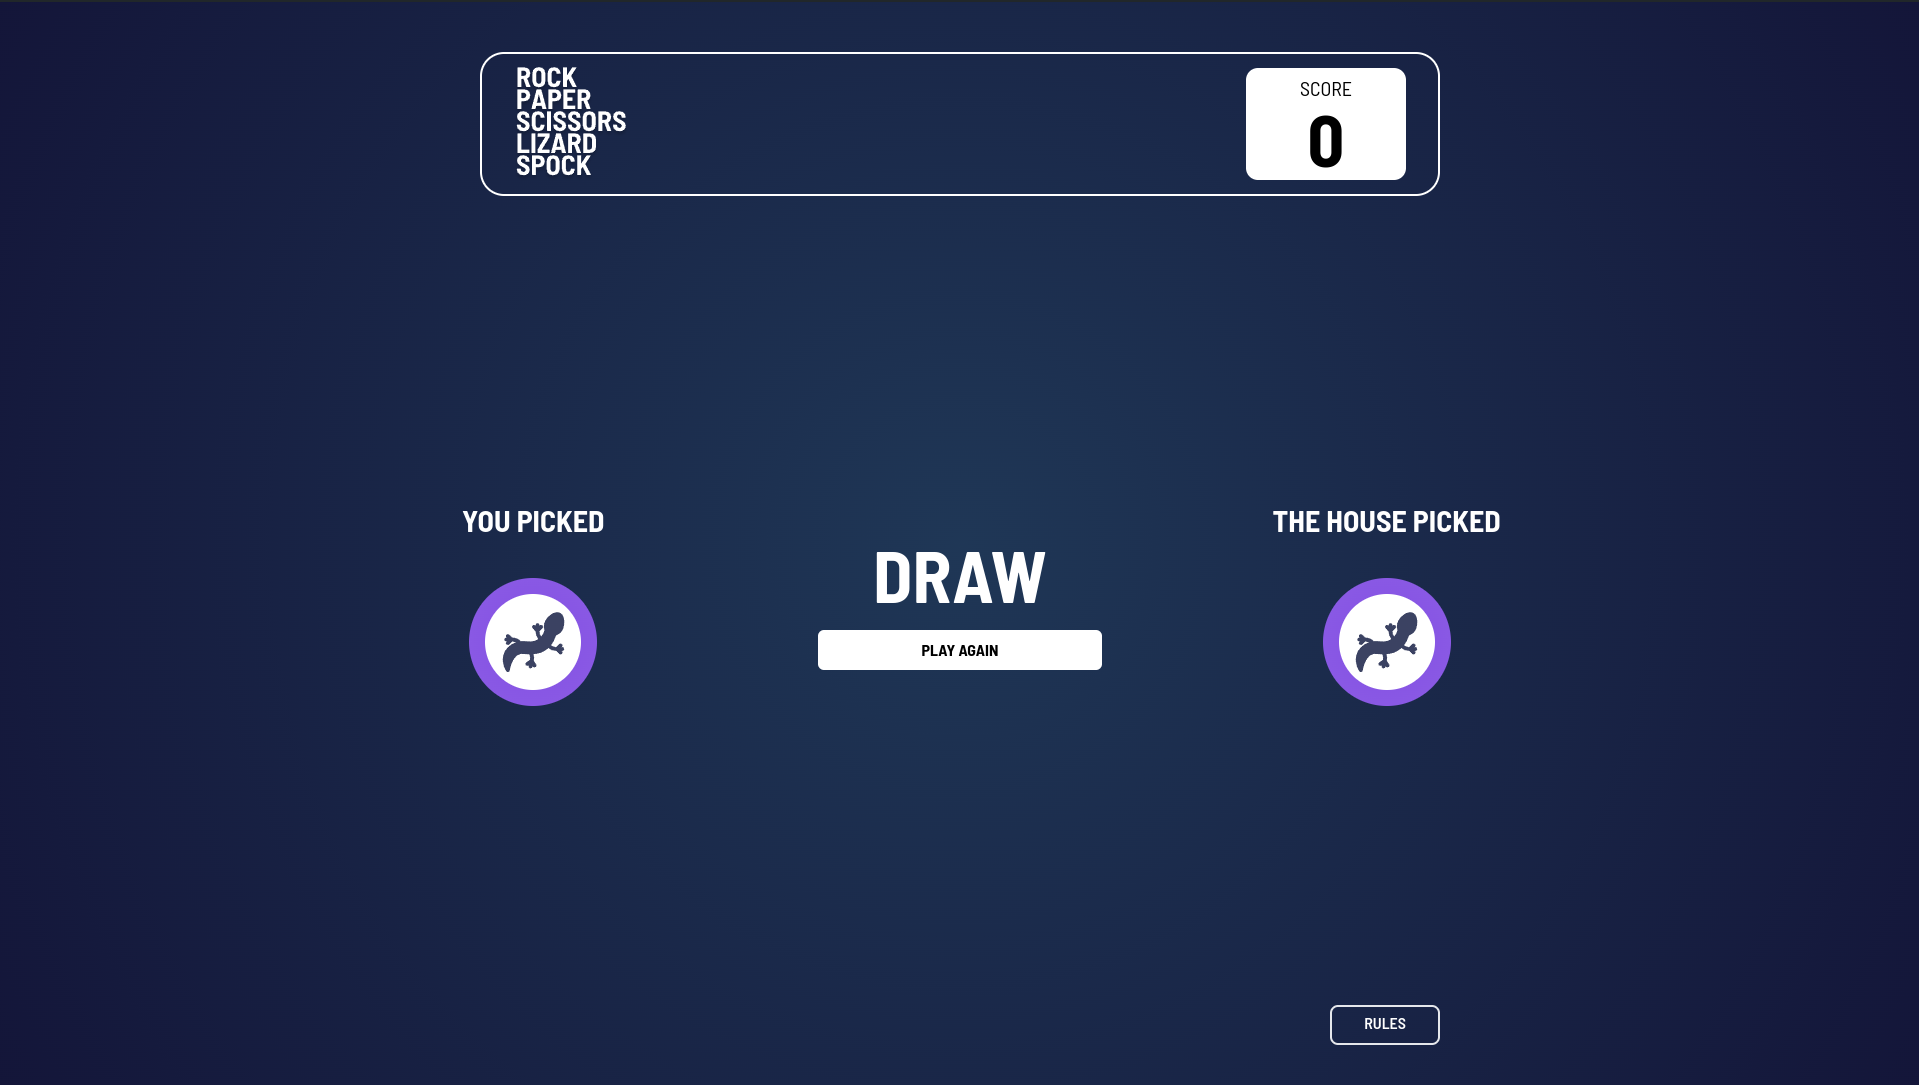 ROCK
PAPER
SCISSORS
LIZARD
SPOCK
SCORE
0
YOU PICKED
DRAW
PLAY AGAIN
THE HOUSE PICKED
RULES